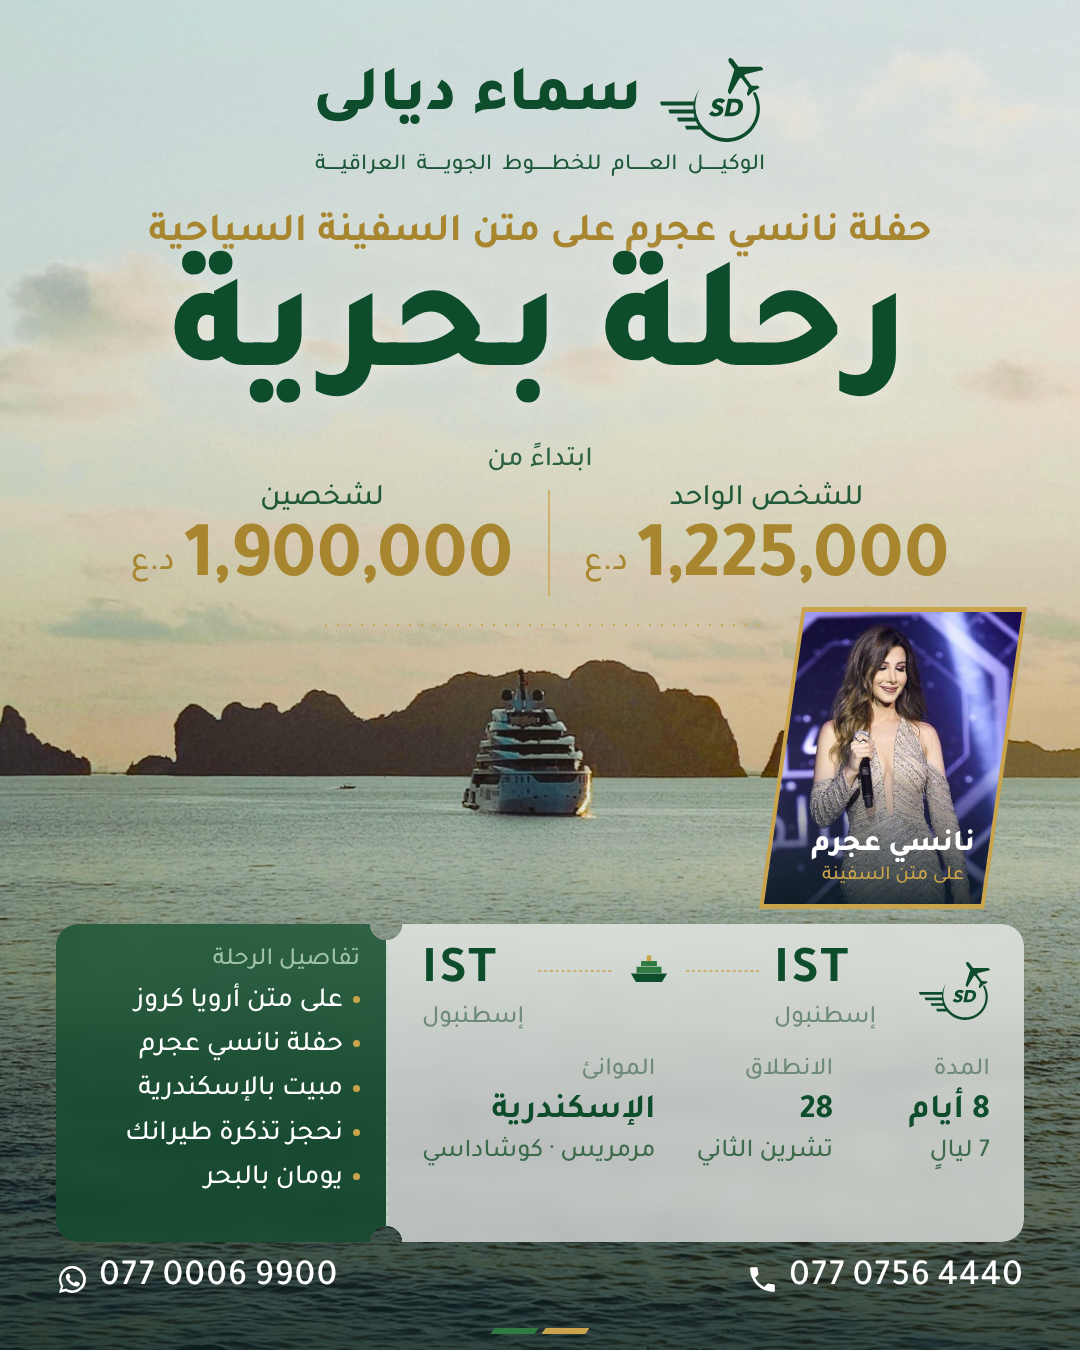 سماء ديالى
SD
الوكيل العام للخطوط الجوية العراقية
حفلة نانسي عجرم على متن السفينة السياحية
رحلة بحرية
ابتداءً من
للشخص الواحد
1,225,000 د.ع
لشخصين
1,900,000 د.ع
نانسي عجرم
على متن السفينة
SD
IST
إسطنبول
IST
إسطنبول
المدة
8 أيام
7 ليالٍ
الانطلاق
28
تشرين الثاني
الموانئ
الإسكندرية
مرمريس · كوشاداسي
تفاصيل الرحلة
على متن أرويا كروز
حفلة نانسي عجرم
مبيت بالإسكندرية
نحجز تذكرة طيرانك
يومان بالبحر
077 0756 4440
077 0006 9900